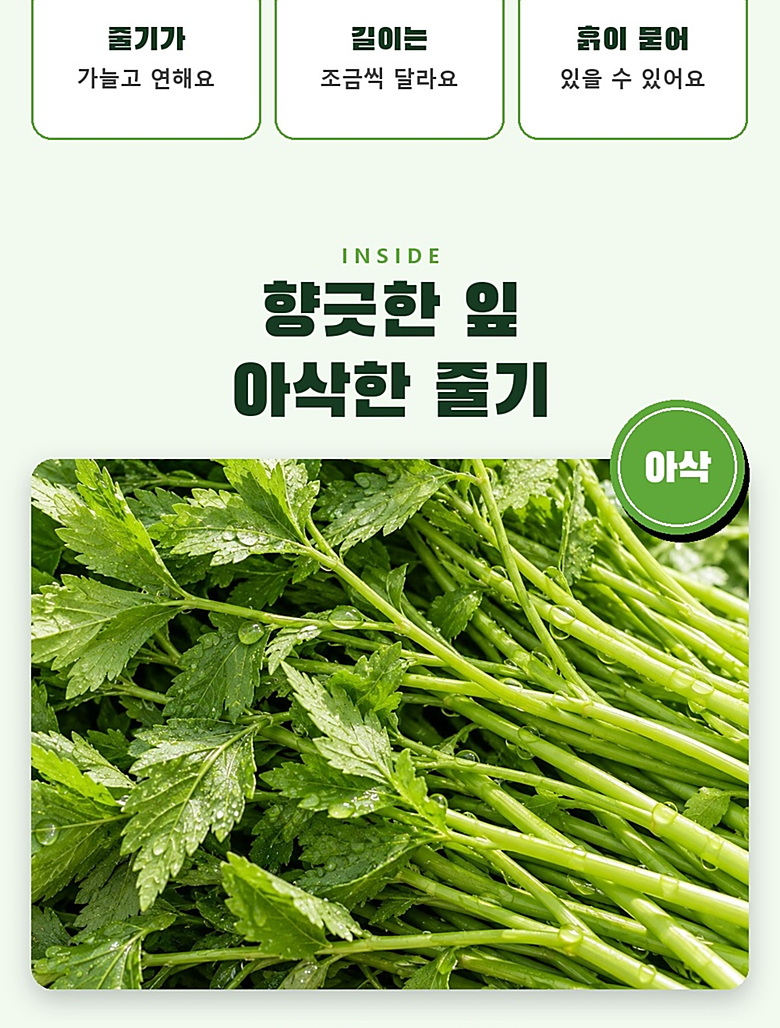 줄기가
가늘고 연해요
길이는
조금씩 달라요
흙이 묻어
있을 수 있어요
INSIDE
향긋한 잎
아삭한 줄기
아삭